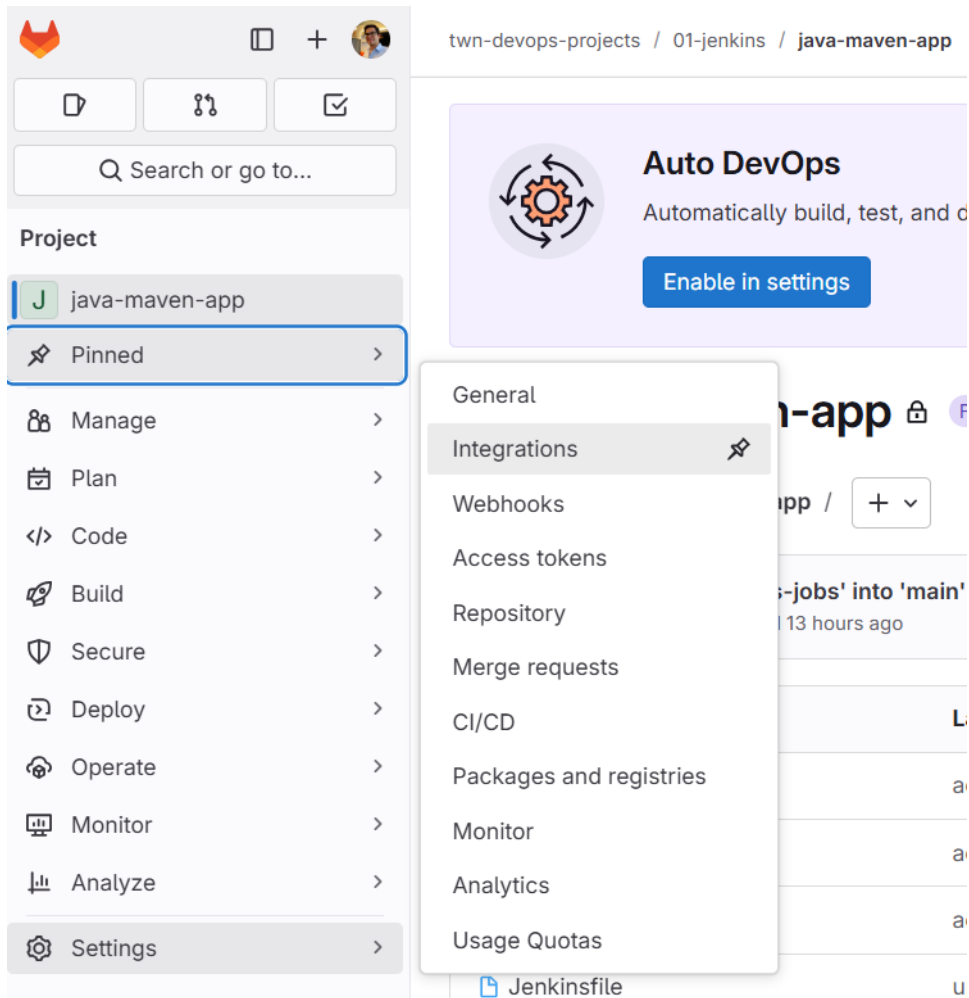 twn-devops-projects / 01-jenkins / java-maven-app
Search or go to...
Project
J java-maven-app
Pinned
Manage
Plan
Code
Build
Secure
Deploy
Operate
Monitor
Analyze
Settings
General
Integrations
Webhooks
Access tokens
Repository
Merge requests
CI/CD
Packages and registries
Monitor
Analytics
Usage Quotas
Auto DevOps
Automatically build, test, and
Enable in settings
-app
/
-jobs' into 'main'
13 hours ago
Jenkinsfile